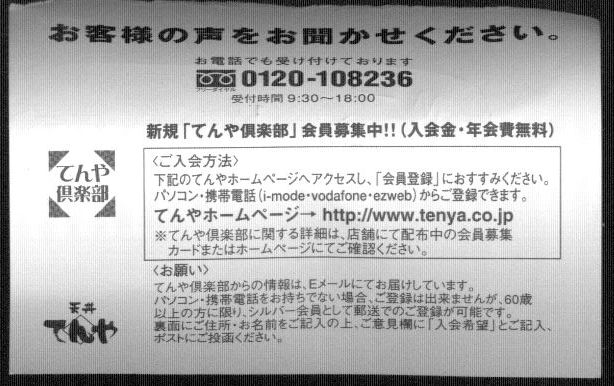 お客様の声をお聞かせください。
お電話でも受け付けております
フリーダイヤル 0120-108236
受付時間 9:30～18:00
新規「てんや倶楽部」会員募集中!!（入会金・年会費無料）
てんや
倶楽部
〈ご入会方法〉
下記のてんやホームページへアクセスし、「会員登録」におすすみください。
パソコン・携帯電話（i-mode・vodafone・ezweb）からご登録できます。
てんやホームページ→ http://www.tenya.co.jp
※てんや倶楽部に関する詳細は、店舗にて配布中の会員募集
カードまたはホームページにてご確認ください。
〈お願い〉
てんや倶楽部からの情報は、Eメールにてお届けしています。
パソコン・携帯電話をお持ちでない場合、ご登録は出来ませんが、60歳
以上の方に限り、シルバー会員として郵送でのご登録が可能です。
裏面にご住所・お名前をご記入の上、ご意見欄に「入会希望」とご記入、
ポストにご投函ください。
天丼
てんや